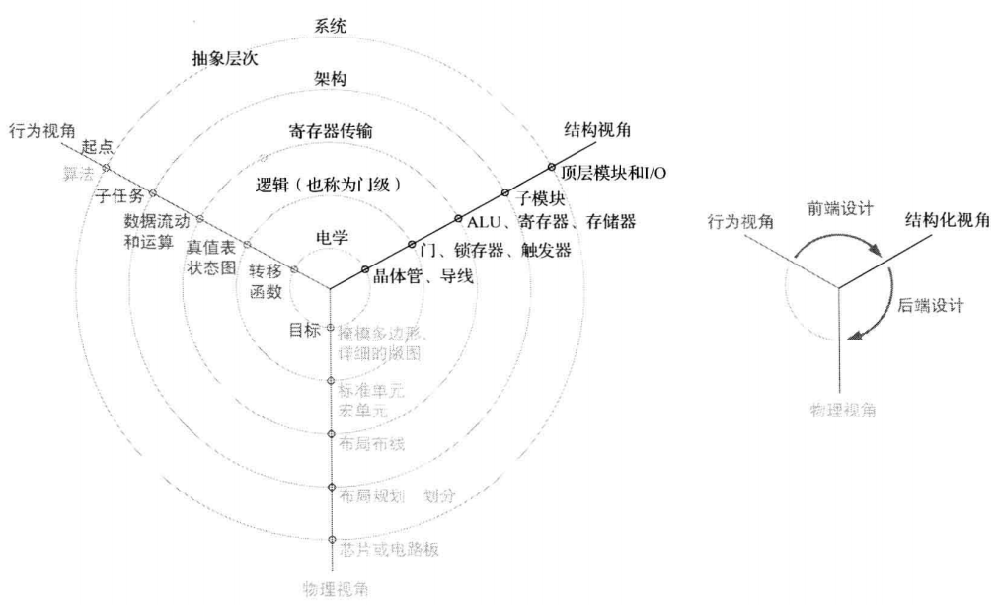 系统
抽象层次
架构
行为视角
起点
寄存器传输
结构视角
算法
顶层模块和I/O
逻辑（也称为门级）
子任务
子模块
数据流动
和运算
ALU、寄存器、存储器
真值表
状态图
电学
门、锁存器、触发器
转移
函数
晶体管、导线
目标
掩模多边形、
详细的版图
标准单元
宏单元
布局布线
布局规划 划分
芯片或电路板
物理视角
行为视角
前端设计
结构化视角
后端设计
物理视角